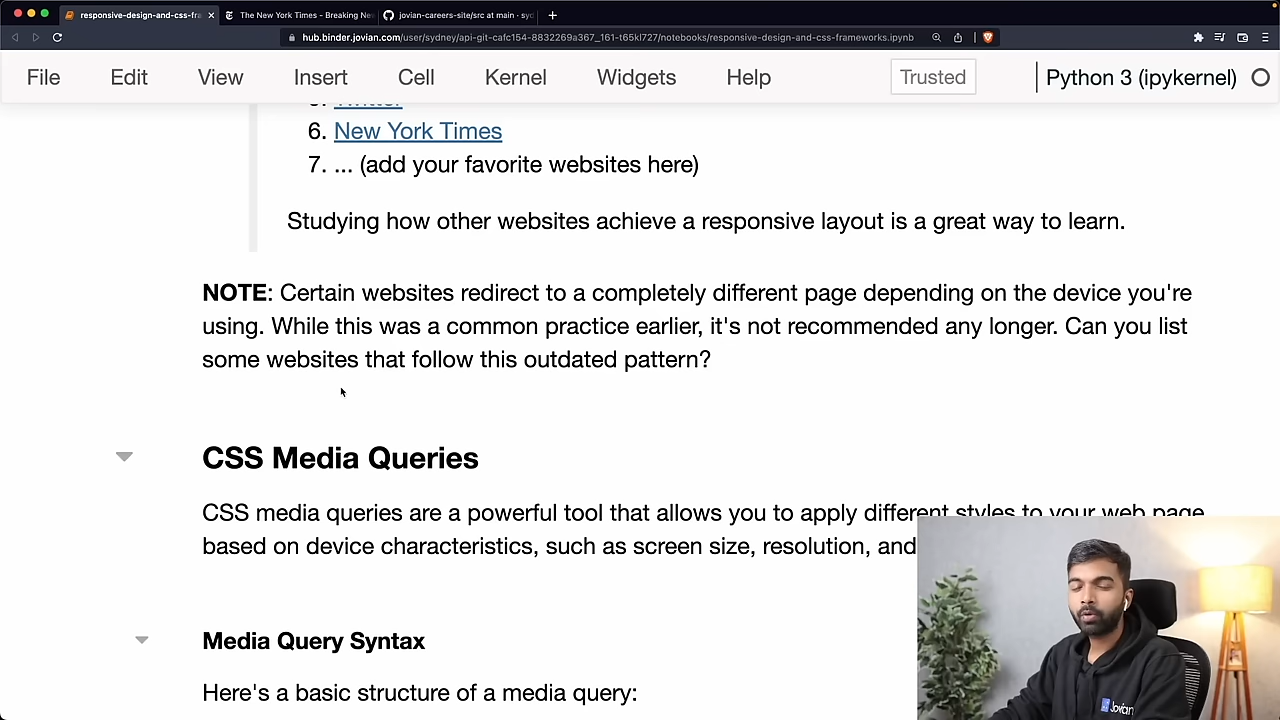 responsive-design-and-css-fra
The New York Times - Breaking New
jovian-careers-site/src at main · syd
hub.binder.jovian.com/user/sydney/api-git-cafc154-8832269a367_161-t65kl727/notebooks/responsive-design-and-css-frameworks.ipynb
File Edit View Insert Cell Kernel Widgets Help Trusted Python 3 (ipykernel)
Twitter
6. New York Times
7. ... (add your favorite websites here)
Studying how other websites achieve a responsive layout is a great way to learn.
NOTE: Certain websites redirect to a completely different page depending on the device you're
using. While this was a common practice earlier, it's not recommended any longer. Can you list
some websites that follow this outdated pattern?
CSS Media Queries
CSS media queries are a powerful tool that allows you to apply different styles to your web page
based on device characteristics, such as screen size, resolution, and
Media Query Syntax
Here's a basic structure of a media query:
Jovian